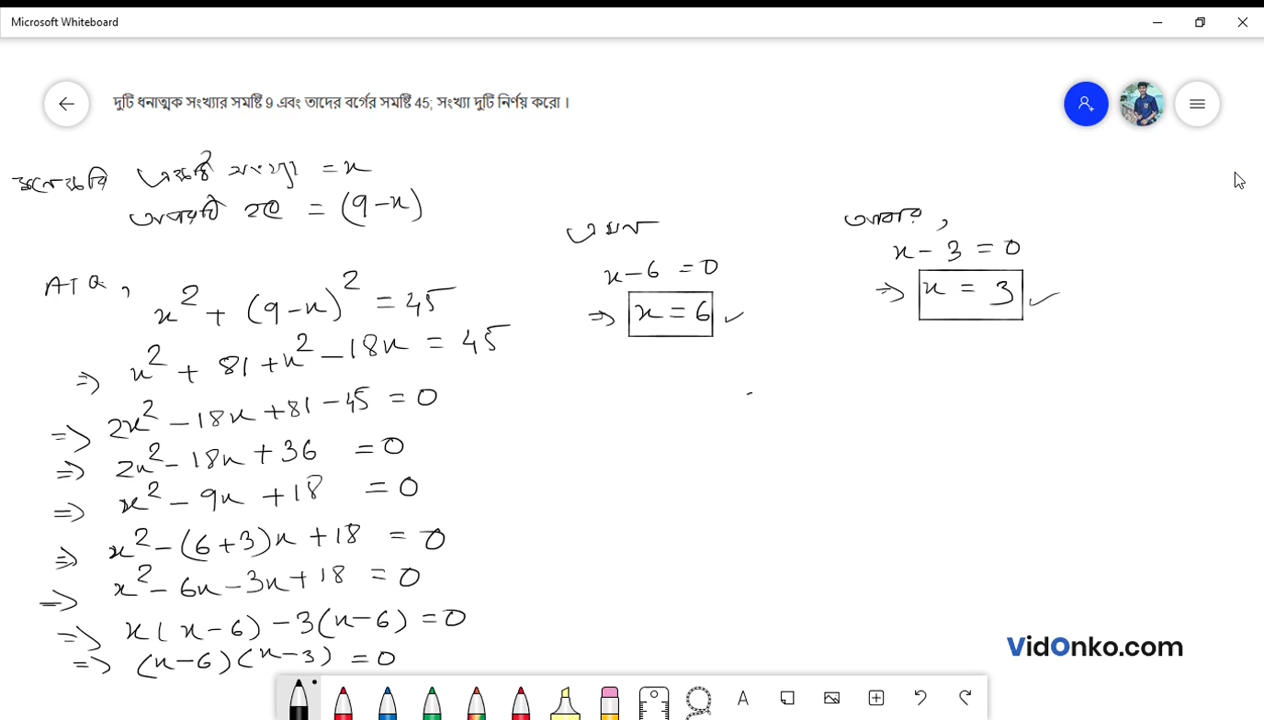 Microsoft Whiteboard
দুটি ধনাত্মক সংখ্যার সমষ্টি 9 এবং তাদের বর্গের সমষ্টি 45; সংখ্যা দুটি নির্ণয় করো ।
মনেকরি একটি সংখ্যা = x
অপরটি হবে = (9-x)
ATQ,
x² + (9-x)² = 45
=> x² + 81 + x² - 18x = 45
=> 2x² - 18x + 81 - 45 = 0
=> 2x² - 18x + 36 = 0
=> x² - 9x + 18 = 0
=> x² - (6+3)x + 18 = 0
=> x² - 6x - 3x + 18 = 0
=> x(x-6) - 3(x-6) = 0
=> (x-6)(x-3) = 0
এখন
x-6 = 0
=> x = 6 ✓
আবার,
x - 3 = 0
=> x = 3 ✓
VidOnko.com
A